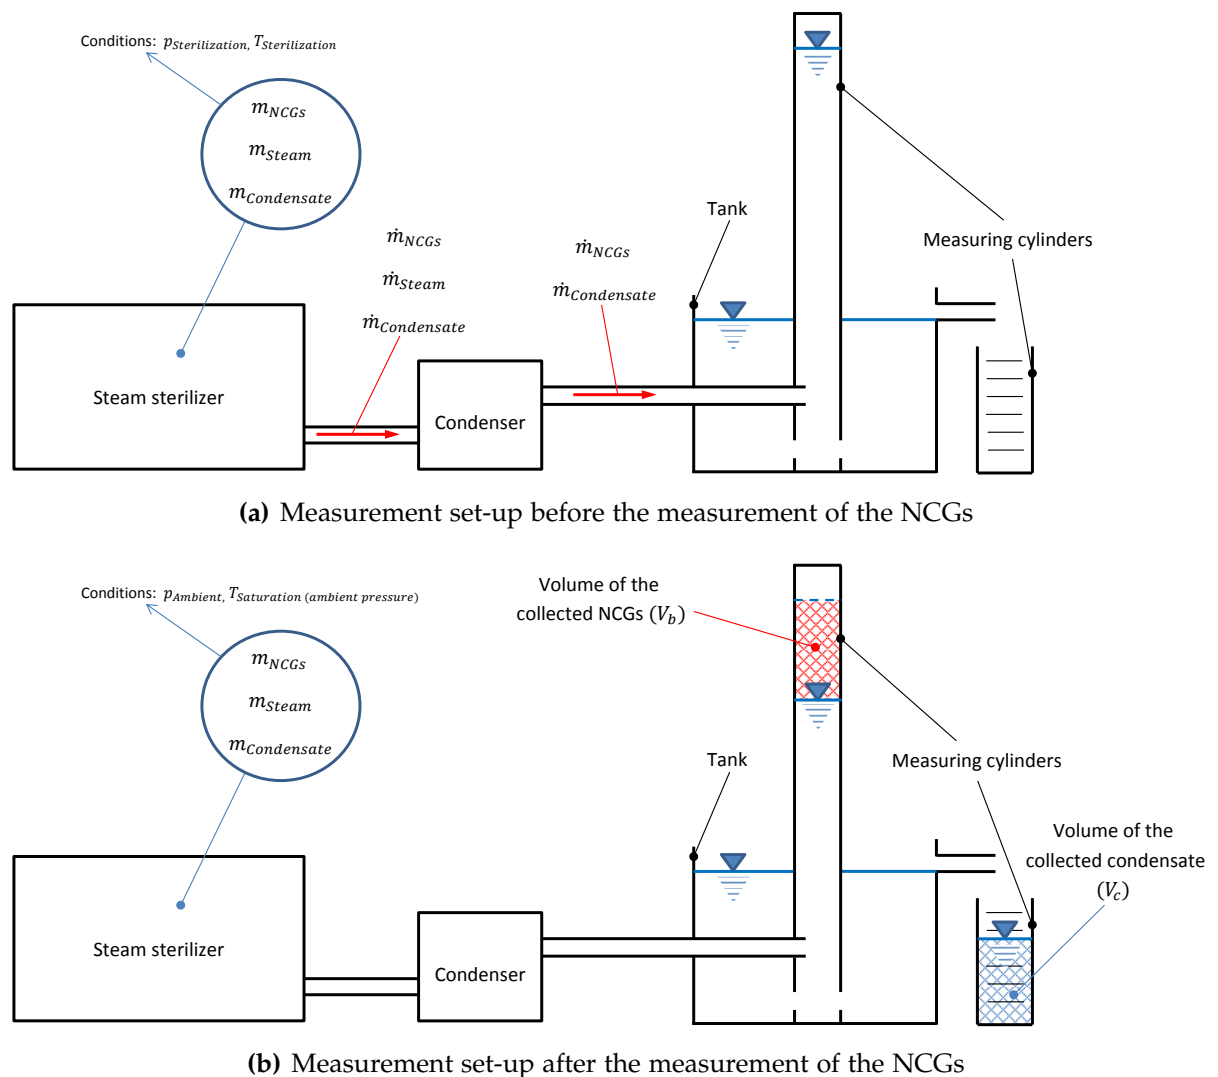 Conditions: p_Sterilization, T_Sterilization
m_NCGs
m_Steam
m_Condensate
ṁ_NCGs
ṁ_Steam
ṁ_Condensate
ṁ_NCGs
ṁ_Condensate
Tank
Measuring cylinders
Steam sterilizer
Condenser
(a) Measurement set-up before the measurement of the NCGs
Conditions: p_Ambient, T_Saturation (ambient pressure)
m_NCGs
m_Steam
m_Condensate
Volume of the
collected NCGs (V_b)
Tank
Measuring cylinders
Volume of the
collected condensate
(V_c)
Steam sterilizer
Condenser
(b) Measurement set-up after the measurement of the NCGs